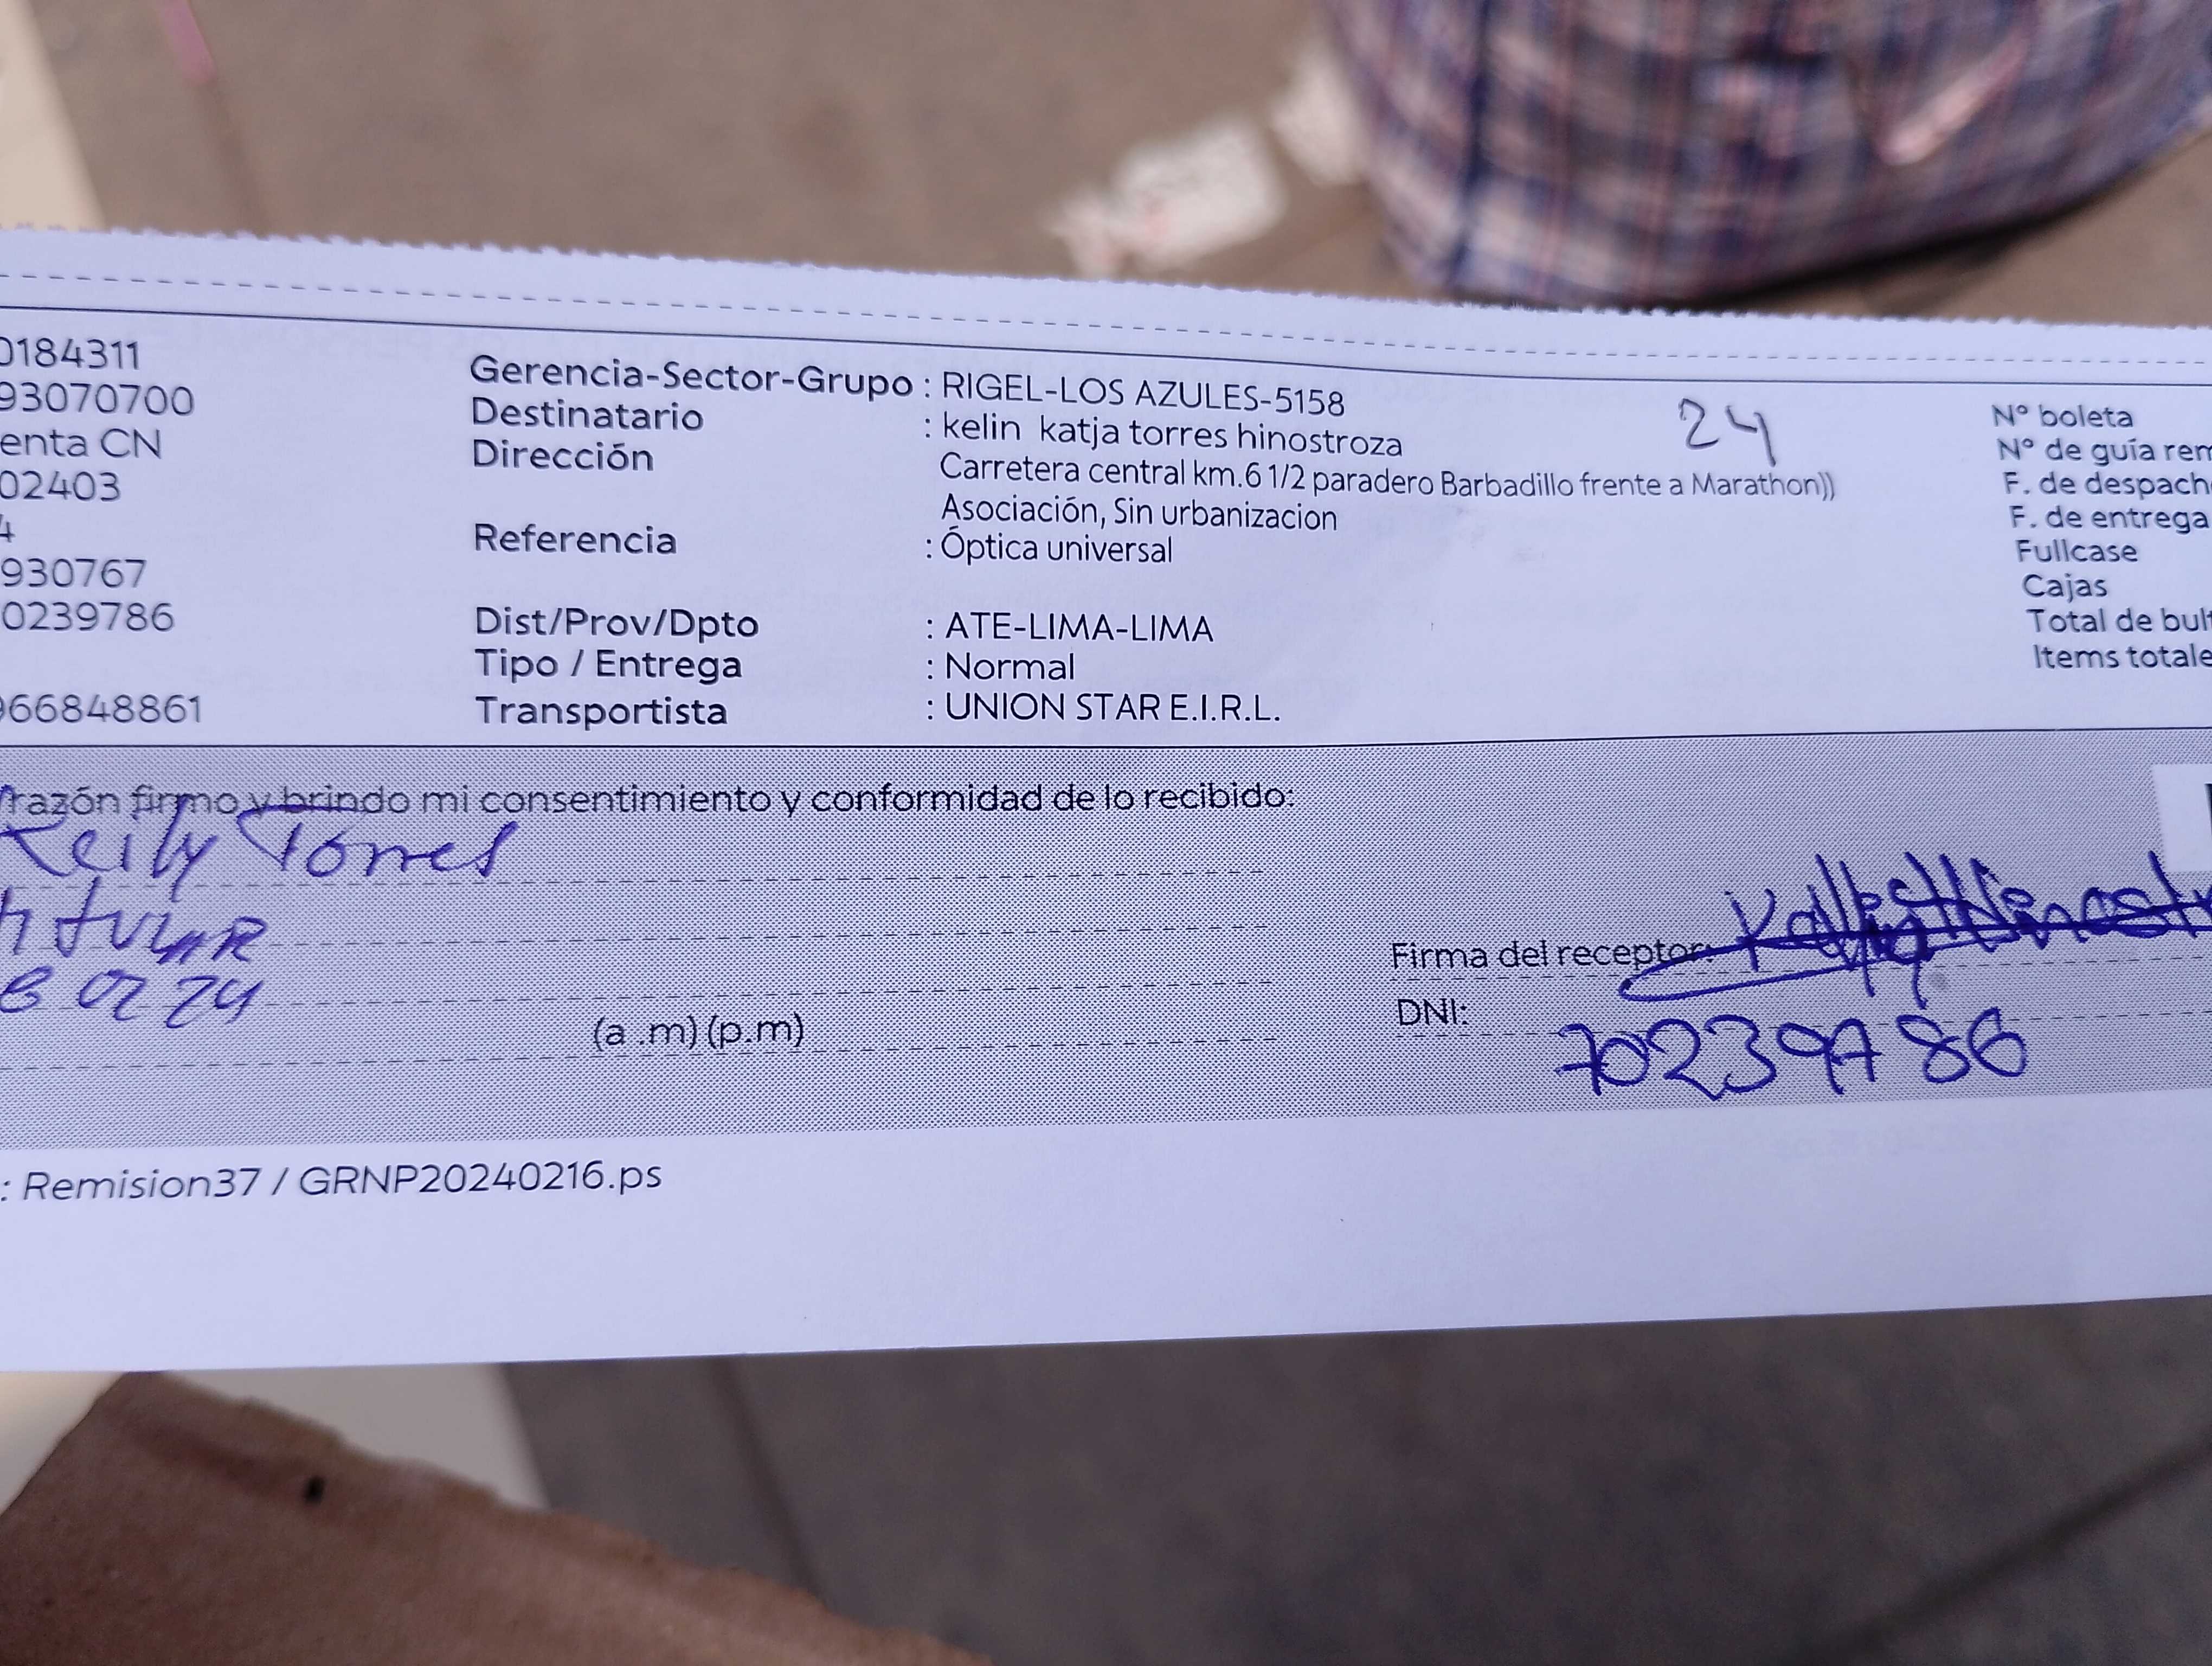 0184311
93070700
enta CN
02403
4
930767
0239786
966848861
Gerencia-Sector-Grupo : RIGEL-LOS AZULES-5158
Destinatario : kelin katja torres hinostroza
Dirección Carretera central km.6 1/2 paradero Barbadillo frente a Marathon))
Asociación, Sin urbanizacion
Referencia : Óptica universal
Dist/Prov/Dpto : ATE-LIMA-LIMA
Tipo / Entrega : Normal
Transportista : UNION STAR E.I.R.L.
24
N° boleta
N° de guía rem
F. de despach
F. de entrega
Fullcase
Cajas
Total de bult
Items totale
razón firmo y brindo mi consentimiento y conformidad de lo recibido:
Keily Torres
02 24
(a .m) (p.m)
Firma del receptor:
DNI: 70239786
: Remision37 / GRNP20240216.ps